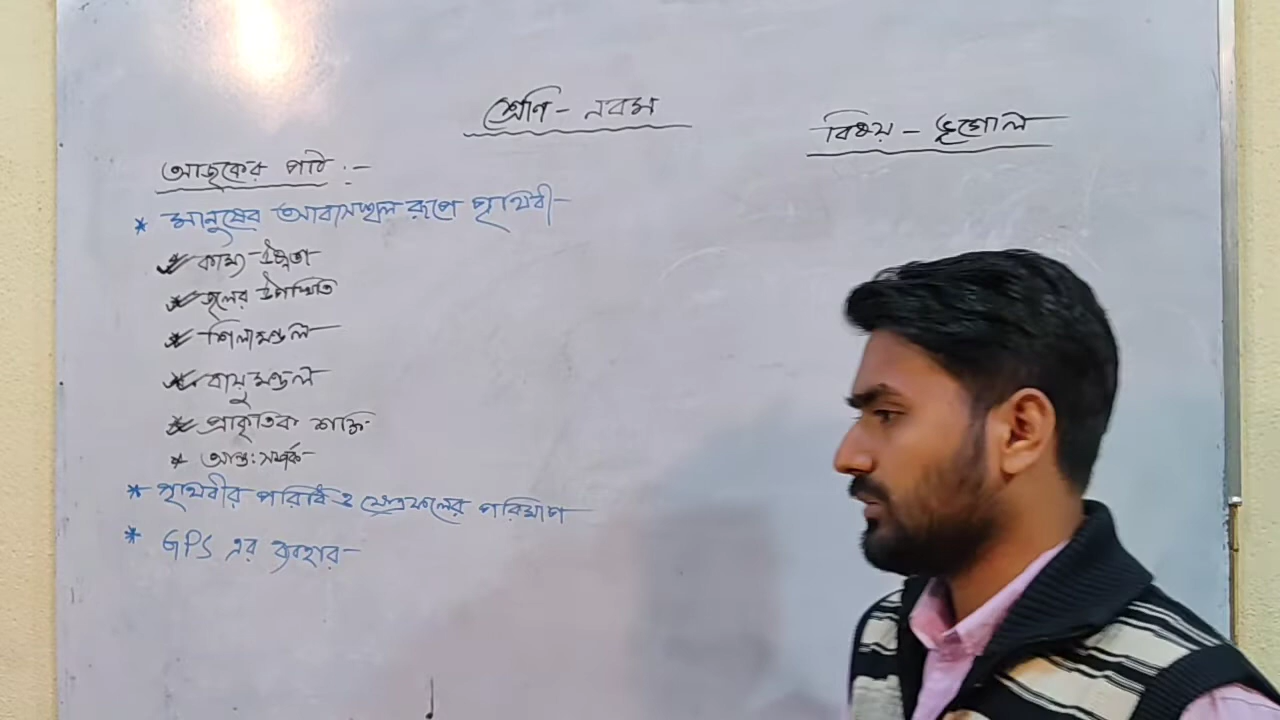 শ্রেণি - নবম
বিষয় - ভূগোল
আজকের পাঠ :-
* মানুষের আবাসস্থল রূপে পৃথিবী-
* কাম্য উষ্ণতা
* জলের উপস্থিতি
* শিলামণ্ডল
* বায়ুমণ্ডল
* প্রাকৃতিক শক্তি
* আন্তঃসম্পর্ক-
* পৃথিবীর পরিধি ও ক্ষেত্রফলের পরিমাপ
* GPS এর ব্যবহার-